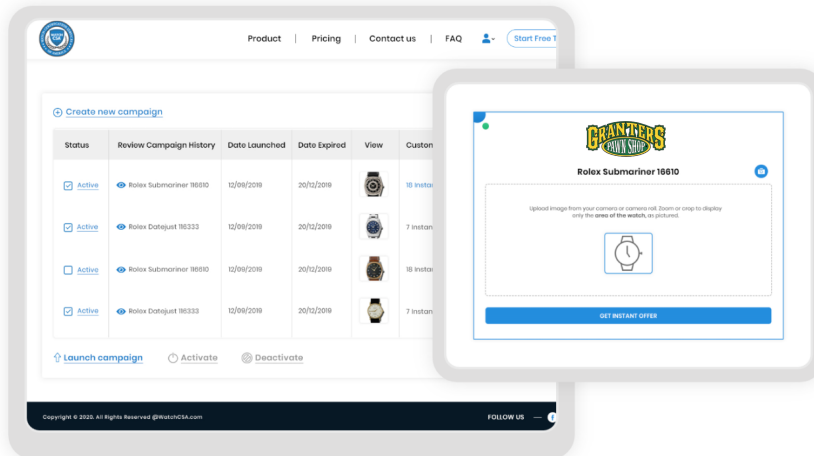 WATCH CSA
Product | Pricing | Contact us | FAQ
Start Free T
Create new campaign
Status Review Campaign History Date Launched Date Expired View Custom
Active Rolex Submariner 116610 12/09/2019 20/12/2019 16 Instan
Active Rolex Datejust 116333 12/09/2019 20/12/2019 7 Instan
Active Rolex Submariner 116610 12/09/2019 20/12/2019 18 Instan
Active Rolex Datejust 116333 12/09/2019 20/12/2019 7 Instan
Launch campaign Activate Deactivate
Copyright © 2020. All Rights Reserved @WatchCSA.com FOLLOW US
GRANTERS
PAWN SHOP
Rolex Submariner 16610
Upload image from your camera or camera roll. Zoom or crop to display
only the area of the watch, as pictured.
GET INSTANT OFFER